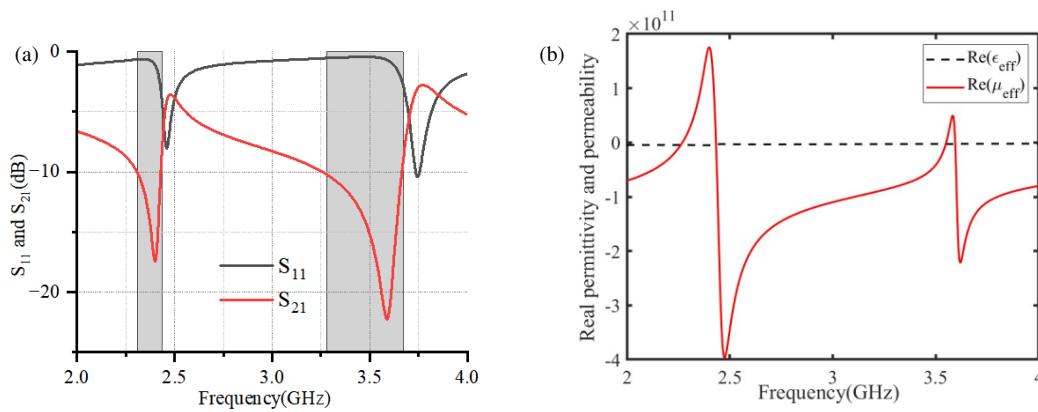 (a)
S₁₁ and S₂₁(dB)
0
−10
−20
S₁₁
S₂₁
2.0 2.5 3.0 3.5 4.0
Frequency(GHz)
(b)
×10¹¹
Real permittivity and permeability
2
1
0
-1
-2
-3
-4
Re(ϵeff)
Re(μeff)
2 2.5 3 3.5 4
Frequency(GHz)